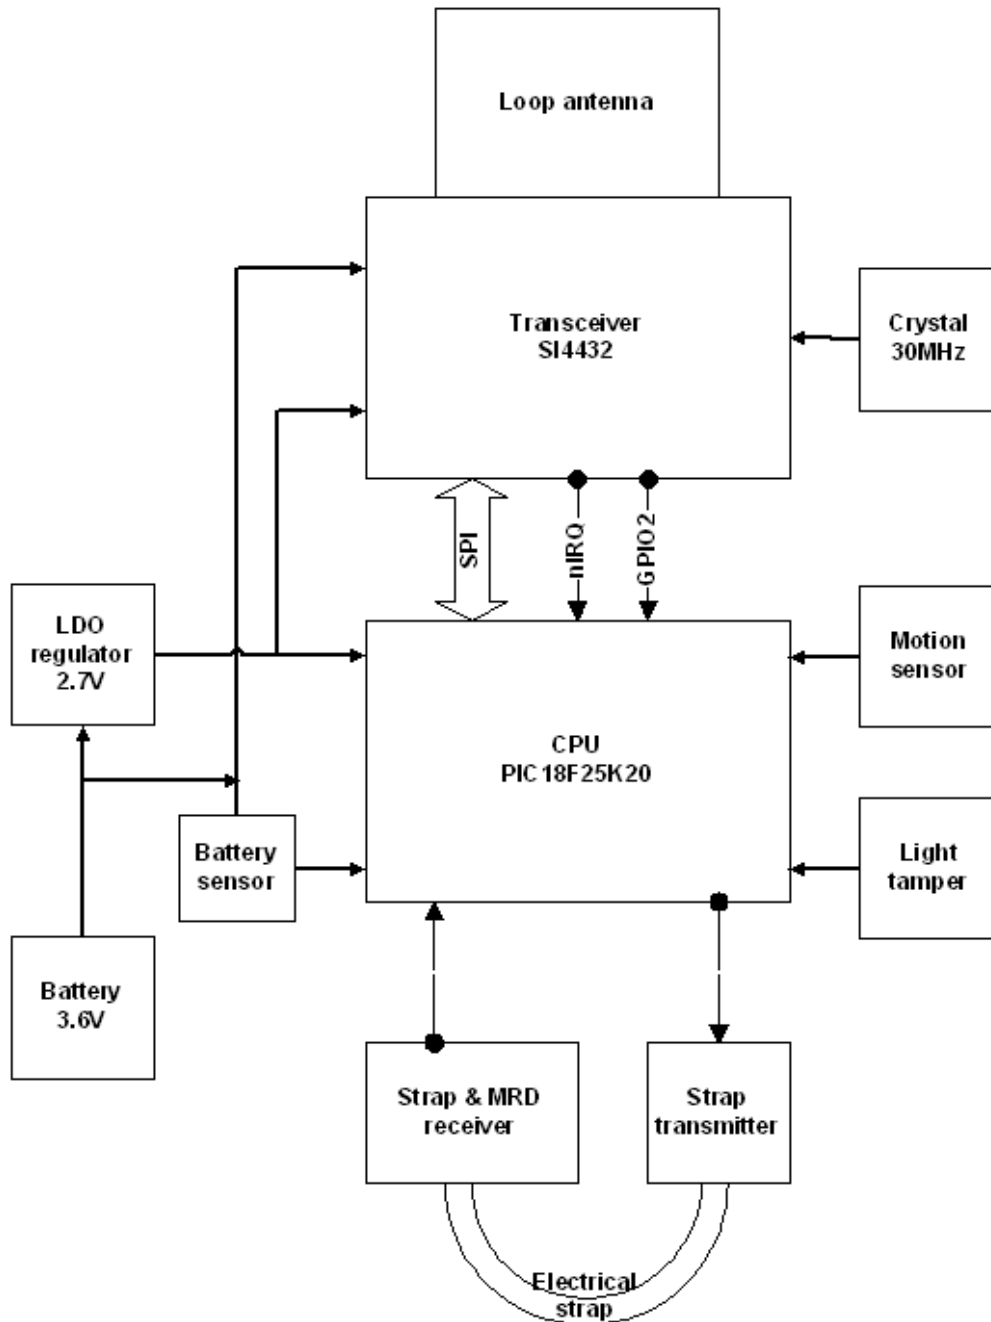 Loop antenna
Transceiver
SI4432
Crystal
30MHz
SPI
nIRQ
GPIO2
LDO
regulator
2.7V
Motion
sensor
CPU
PIC18F25K20
Battery
sensor
Light
tamper
Battery
3.6V
Strap & MRD
receiver
Strap
transmitter
Electrical
strap